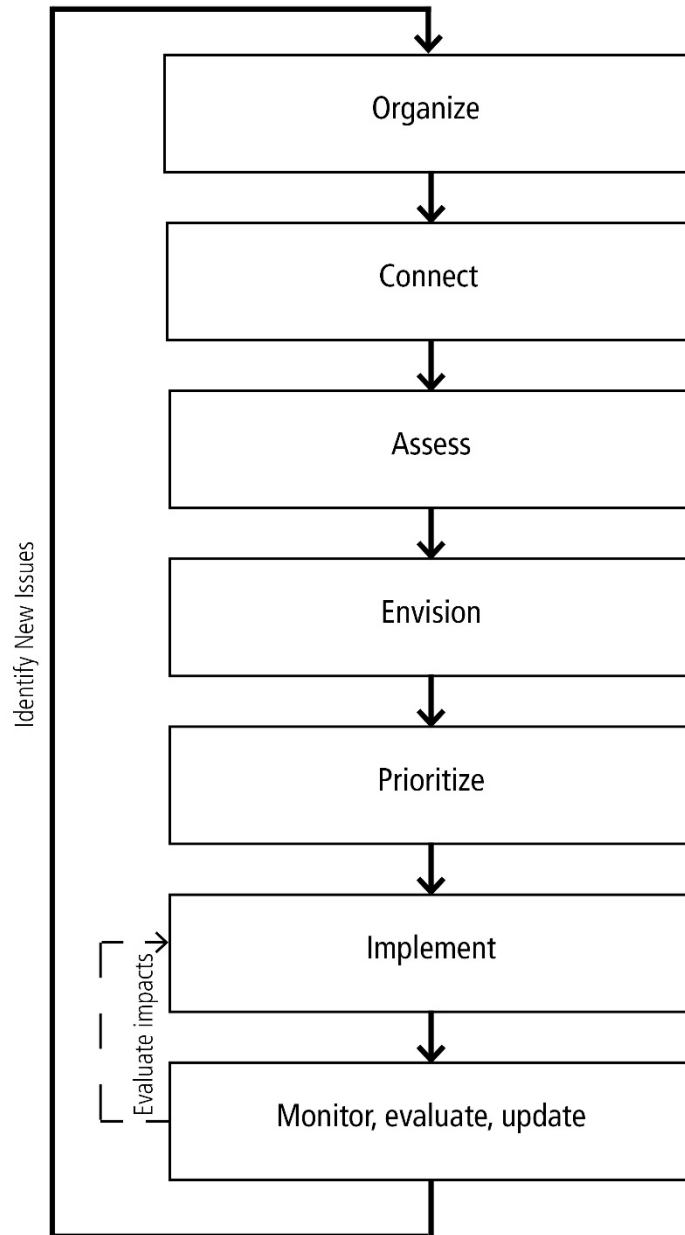 Organize
Connect
Assess
Envision
Identify New Issues
Prioritize
Implement
Evaluate impacts
Monitor, evaluate, update